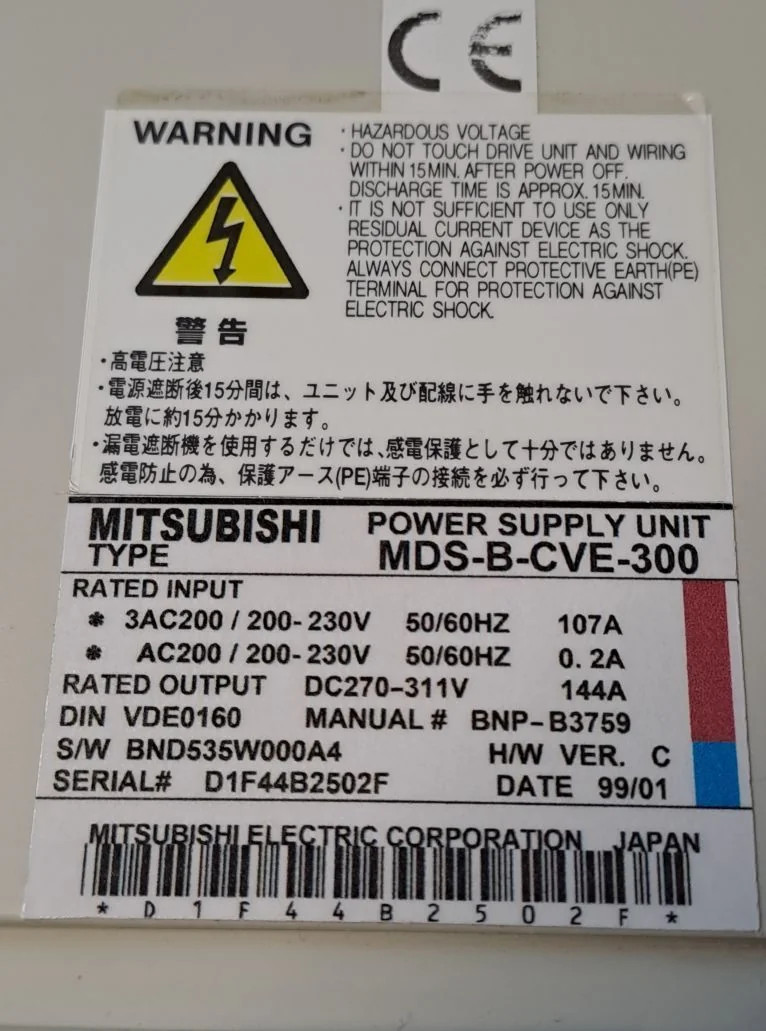 CE
WARNING
・HAZARDOUS VOLTAGE
・DO NOT TOUCH DRIVE UNIT AND WIRING
WITHIN 15MIN. AFTER POWER OFF.
DISCHARGE TIME IS APPROX. 15MIN.
・IT IS NOT SUFFICIENT TO USE ONLY
RESIDUAL CURRENT DEVICE AS THE
PROTECTION AGAINST ELECTRIC SHOCK.
ALWAYS CONNECT PROTECTIVE EARTH(PE)
TERMINAL FOR PROTECTION AGAINST
ELECTRIC SHOCK.
警告
・高電圧注意
・電源遮断後15分間は、ユニット及び配線に手を触れないで下さい。
放電に約15分かかります。
・漏電遮断機を使用するだけでは、感電保護として十分ではありません。
感電防止の為、保護アース(PE)端子の接続を必ず行って下さい。
MITSUBISHI POWER SUPPLY UNIT
TYPE MDS-B-CVE-300
RATED INPUT
* 3AC200 / 200-230V 50/60HZ 107A
* AC200 / 200-230V 50/60HZ 0.2A
RATED OUTPUT DC270-311V 144A
DIN VDE0160 MANUAL # BNP-B3759
S/W BND535W000A4 H/W VER. C
SERIAL# D1F44B2502F DATE 99/01
MITSUBISHI ELECTRIC CORPORATION JAPAN
* D 1 F 4 4 B 2 5 0 2 F *